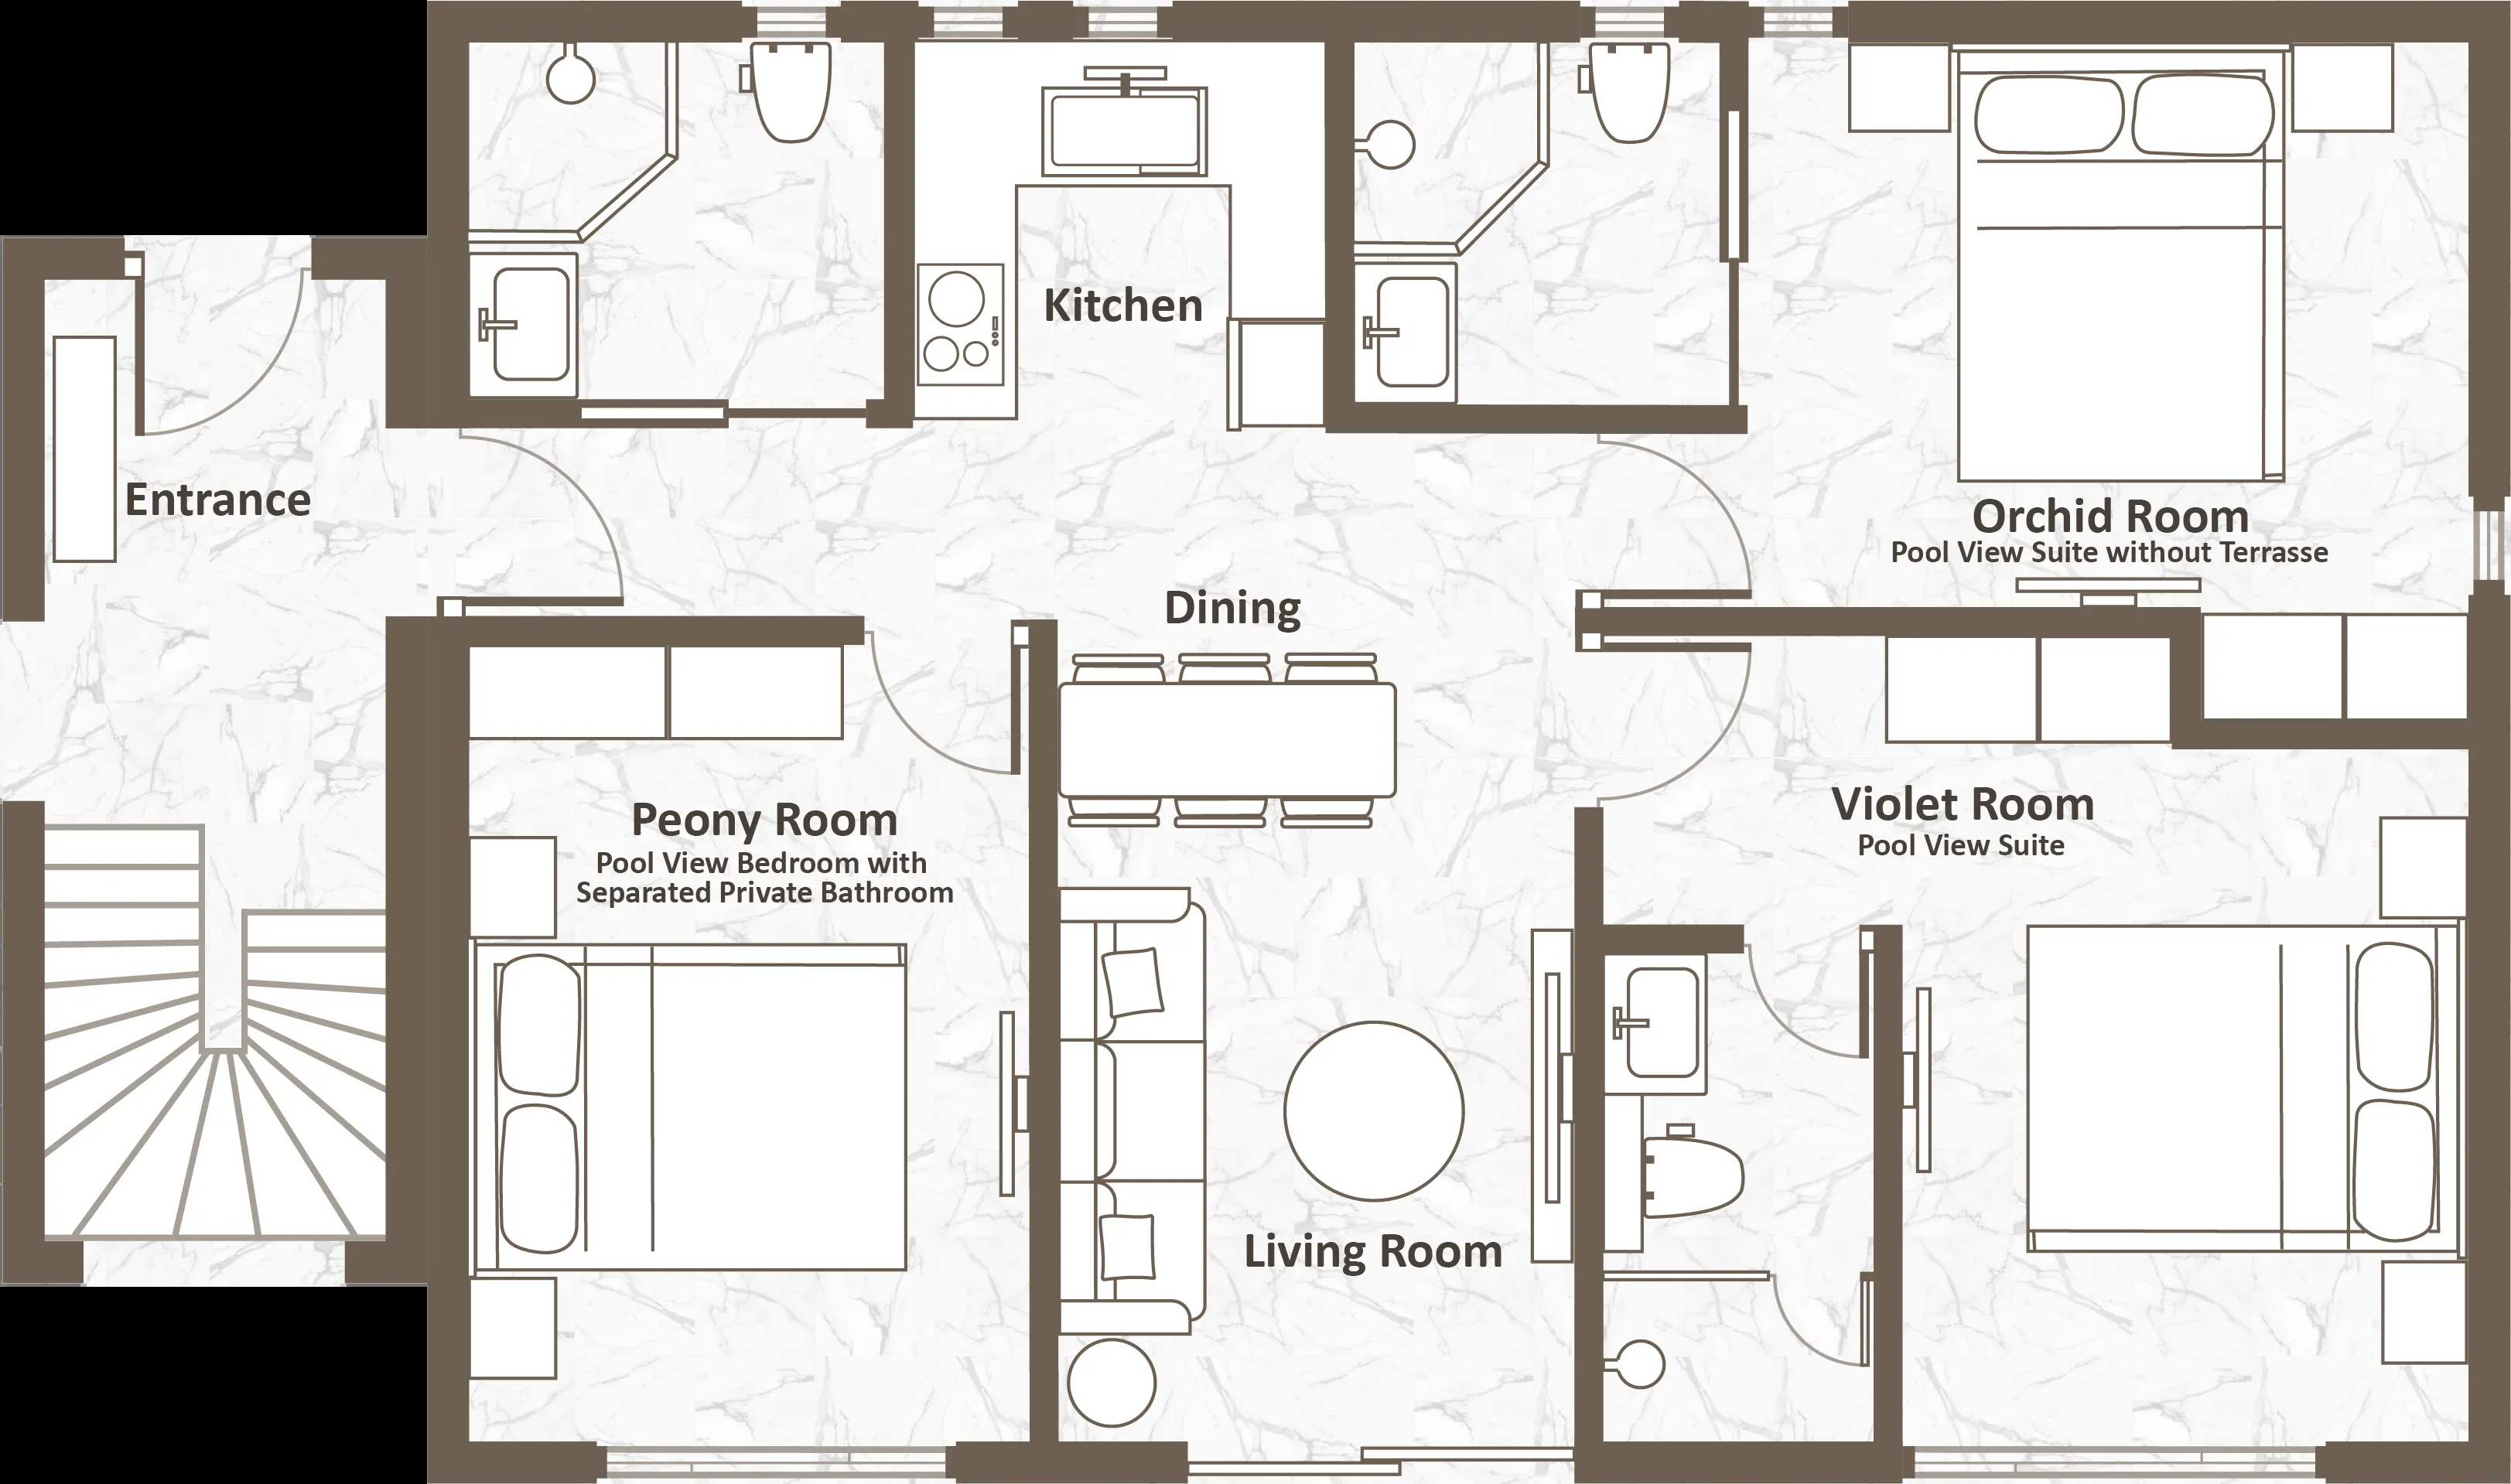 Kitchen
Entrance
Orchid Room
Pool View Suite without Terrasse
Dining
Peony Room
Pool View Bedroom with
Separated Private Bathroom
Violet Room
Pool View Suite
Living Room